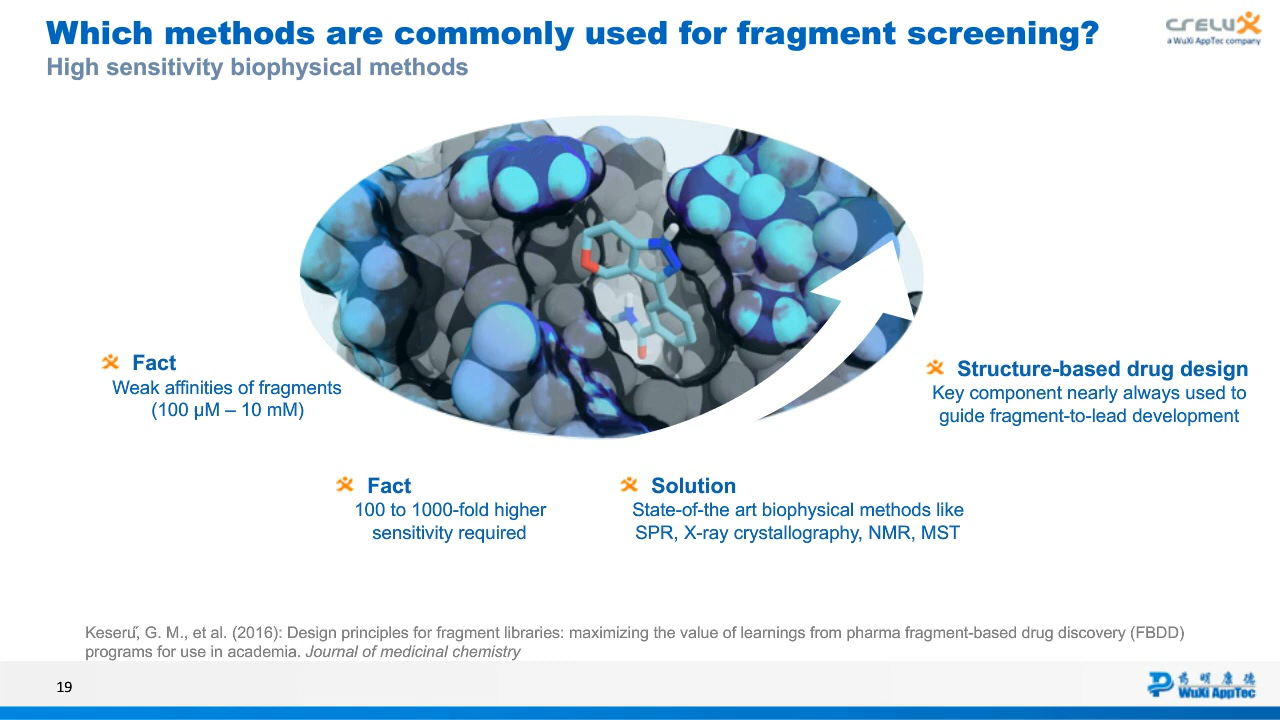 Which methods are commonly used for fragment screening?
High sensitivity biophysical methods
CRELUX
a WuXi AppTec company
Fact
Weak affinities of fragments
(100 µM – 10 mM)
Structure-based drug design
Key component nearly always used to
guide fragment-to-lead development
Fact
100 to 1000-fold higher
sensitivity required
Solution
State-of-the art biophysical methods like
SPR, X-ray crystallography, NMR, MST
Keserű, G. M., et al. (2016): Design principles for fragment libraries: maximizing the value of learnings from pharma fragment-based drug discovery (FBDD)
programs for use in academia. Journal of medicinal chemistry
19
药明康德
WuXi AppTec